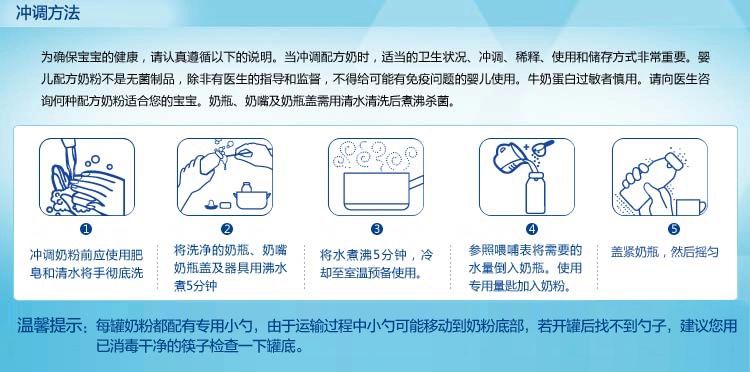 冲调方法
为确保宝宝的健康，请认真遵循以下的说明。当冲调配方奶时，适当的卫生状况、冲调、稀释、使用和储存方式非常重要。婴
儿配方奶粉不是无菌制品，除非有医生的指导和监督，不得给可能有免疫问题的婴儿使用。牛奶蛋白过敏者慎用。请向医生咨
询何种配方奶粉适合您的宝宝。奶瓶、奶嘴及奶瓶盖需用清水清洗后煮沸杀菌。
1
冲调奶粉前应使用肥
皂和清水将手彻底洗
2
将洗净的奶瓶、奶嘴
奶瓶盖及器具用沸水
煮5分钟
3
将水煮沸5分钟，冷
却至室温预备使用。
4
参照喂哺表将需要的
水量倒入奶瓶。使用
专用量匙加入奶粉。
5
盖紧奶瓶，然后摇匀
温馨提示：每罐奶粉都配有专用小勺，由于运输过程中小勺可能移动到奶粉底部，若开罐后找不到勺子，建议您用
已消毒干净的筷子检查一下罐底。